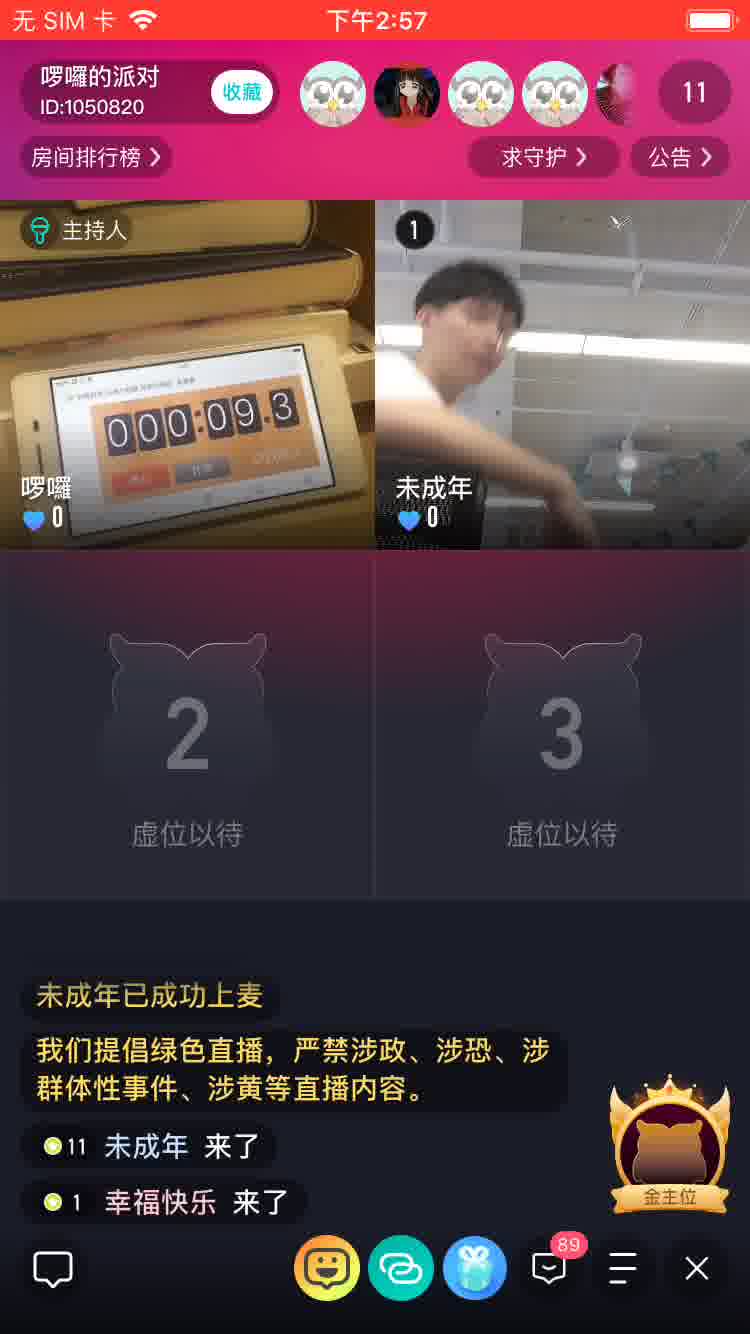 无 SIM 卡
下午2:57
啰囉的派对
ID:1050820
收藏
11
房间排行榜
求守护
公告
主持人
1
000:09.3
啰囉
0
未成年
0
2
3
虚位以待
虚位以待
未成年已成功上麦
我们提倡绿色直播，严禁涉政、涉恐、涉
群体性事件、涉黄等直播内容。
11 未成年 来了
1 幸福快乐 来了
金主位
89